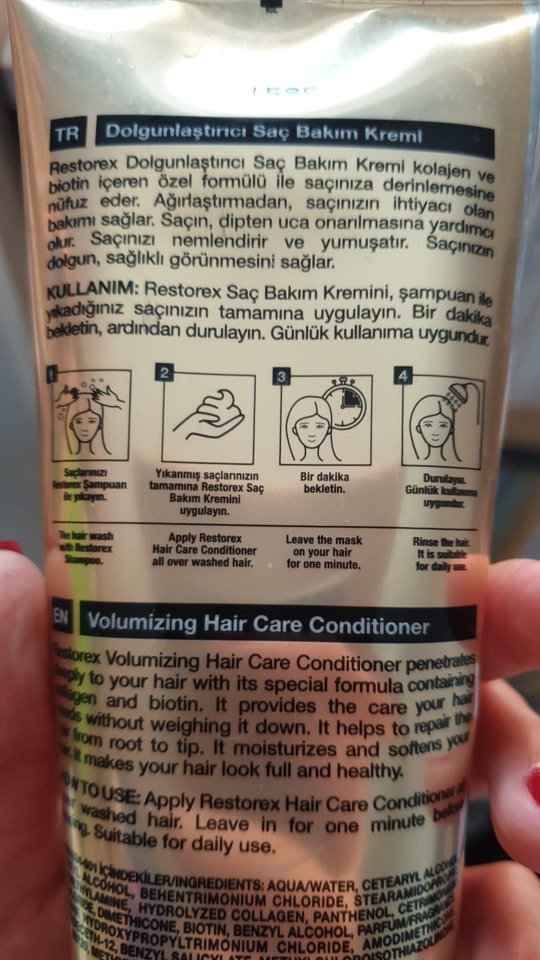 TR Dolgunlaştırıcı Saç Bakım Kremi
Restorex Dolgunlaştırıcı Saç Bakım Kremi kolajen ve
biotin içeren özel formülü ile saçınıza derinlemesine
nüfuz eder. Ağırlaştırmadan, saçınızın ihtiyacı olan
bakımı sağlar. Saçın, dipten uca onarılmasına yardımcı
olur. Saçınızı nemlendirir ve yumuşatır. Saçınızın
dolgun, sağlıklı görünmesini sağlar.
KULLANIM: Restorex Saç Bakım Kremini, şampuan ile
yıkadığınız saçınızın tamamına uygulayın. Bir dakika
bekletin, ardından durulayın. Günlük kullanıma uygundur.
1 2 3 4
Saçlarınızı
Restorex Şampuan
ile yıkayın.
Yıkanmış saçlarınızın
tamamına Restorex Saç
Bakım Kremini
uygulayın.
Bir dakika
bekletin.
Durulayın.
Günlük kullanıma
uygundur.
The hair wash
with Restorex
Shampoo.
Apply Restorex
Hair Care Conditioner
all over washed hair.
Leave the mask
on your hair
for one minute.
Rinse the hair.
It is suitable
for daily use.
EN Volumizing Hair Care Conditioner
Restorex Volumizing Hair Care Conditioner penetrates
deeply to your hair with its special formula containing
collagen and biotin. It provides the care your hair
needs without weighing it down. It helps to repair the
from root to tip. It moisturizes and softens your
It makes your hair look full and healthy.
TO USE: Apply Restorex Hair Care Conditioner
washed hair. Leave in for one minute before
Suitable for daily use.
İÇİNDEKİLER/INGREDIENTS: AQUA/WATER, CETEARYL
ALCOHOL, BEHENTRIMONIUM CHLORIDE,
HYDROLYZED COLLAGEN, PANTHENOL,
DIMETHICONE, BIOTIN, BENZYL ALCOHOL, PARFUM/FRAGRANCE
HYDROXYPROPYLTRIMONIUM CHLORIDE,
BENZYL SALICYLATE,